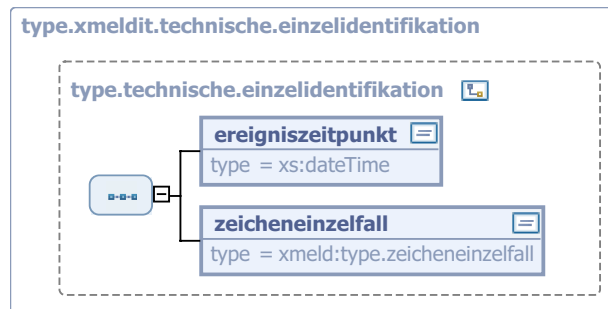 type.xmeldit.technische.einzelidentifikation
type.technische.einzelidentifikation
ereigniszeitpunkt
type = xs:dateTime
zeicheneinzelfall
type = xmeld:type.zeicheneinzelfall